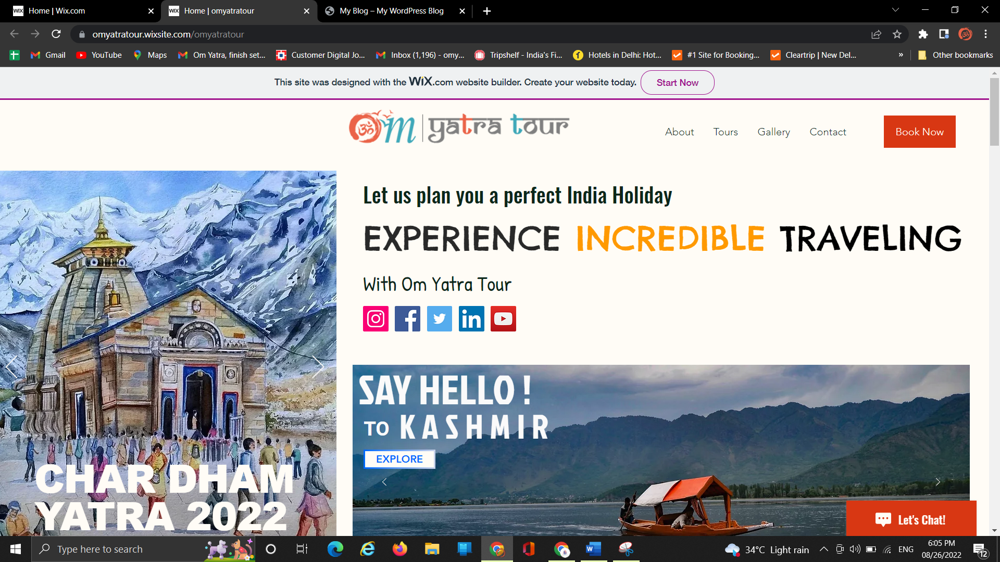 WiX Home | Wix.com
WiX Home | omyatratour
My Blog – My WordPress Blog
omyatratour.wixsite.com/omyatratour
Gmail YouTube Maps Om Yatra, finish set... Customer Digital Jo... Inbox (1,196) - omy... Tripshelf - India's Fi... Hotels in Delhi: Hot... #1 Site for Booking... Cleartrip | New Del... » Other bookmarks
This site was designed with the WiX.com website builder. Create your website today. Start Now
ॐ m | yatra tour
About Tours Gallery Contact Book Now
Let us plan you a perfect India Holiday
EXPERIENCE INCREDIBLE TRAVELING
With Om Yatra Tour
in
SAY HELLO !
TO KASHMIR
EXPLORE
CHAR DHAM
YATRA 2022
Let's Chat!
Type here to search
34°C Light rain
ENG
6:05 PM
08/26/2022
12